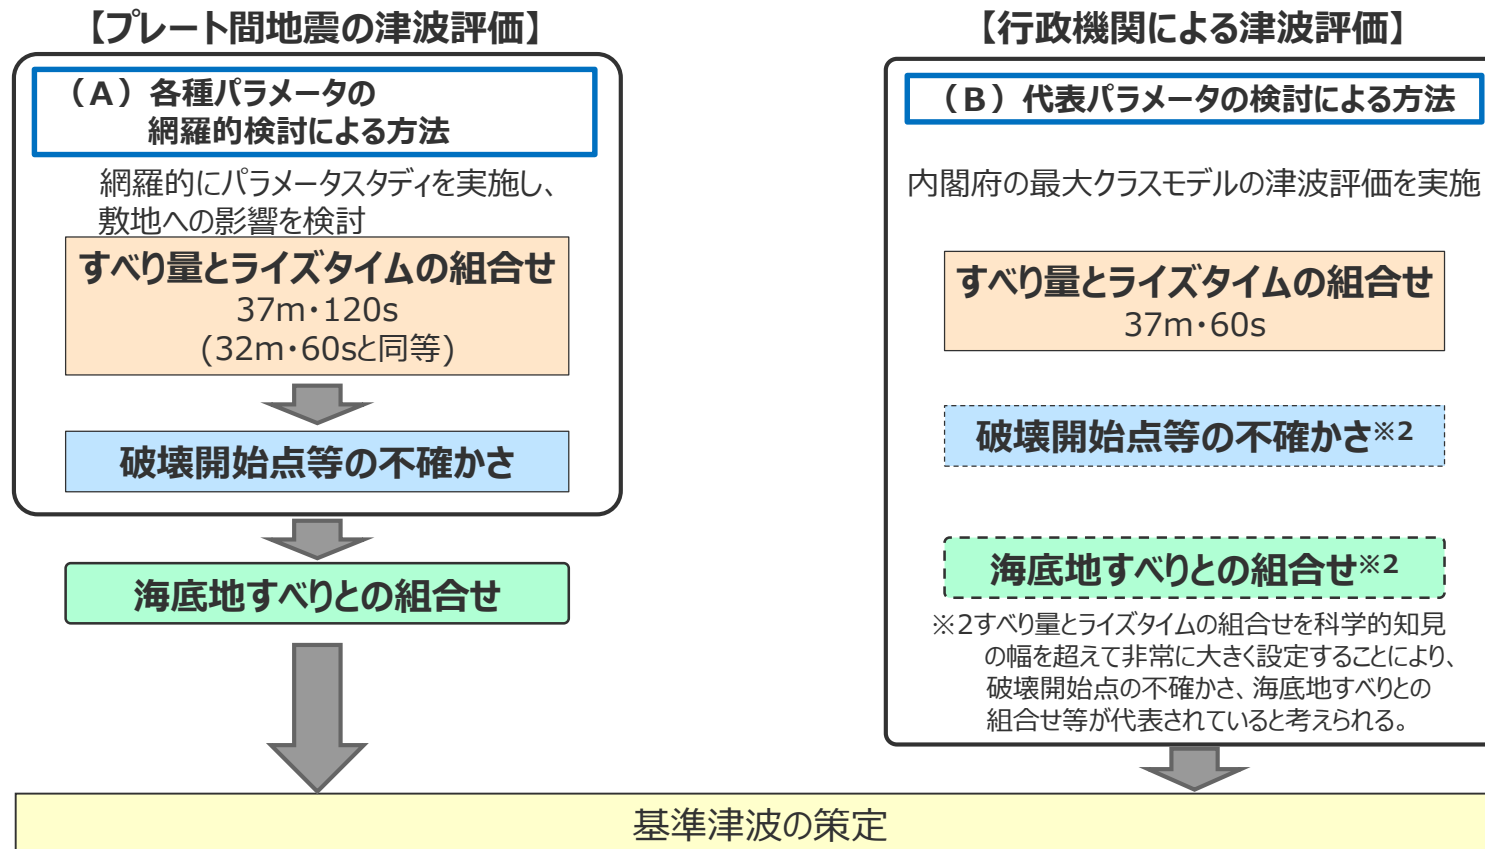 【プレート間地震の津波評価】
（Ａ）各種パラメータの
網羅的検討による方法
網羅的にパラメータスタディを実施し、
敷地への影響を検討
すべり量とライズタイムの組合せ
37m・120s
(32m・60sと同等)
破壊開始点等の不確かさ
海底地すべりとの組合せ
【行政機関による津波評価】
（Ｂ）代表パラメータの検討による方法
内閣府の最大クラスモデルの津波評価を実施
すべり量とライズタイムの組合せ
37m・60s
破壊開始点等の不確かさ※2
海底地すべりとの組合せ※2
※2すべり量とライズタイムの組合せを科学的知見
の幅を超えて非常に大きく設定することにより、
破壊開始点の不確かさ、海底地すべりとの
組合せ等が代表されていると考えられる。
基準津波の策定